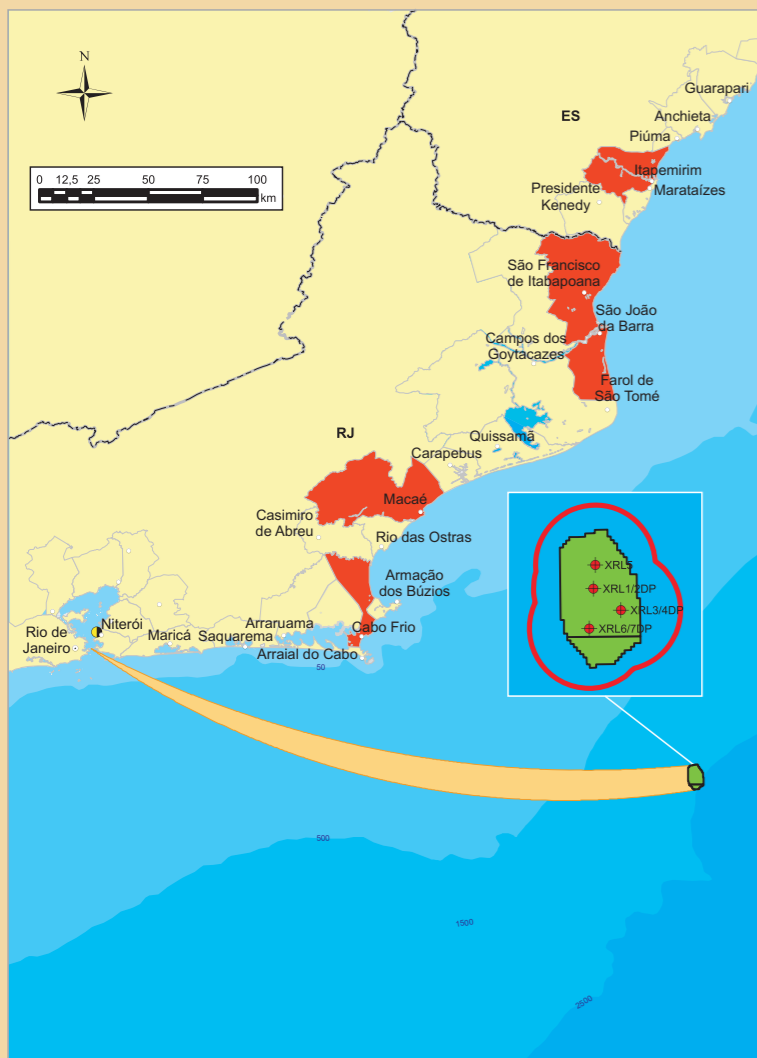 N
0 12,5 25 50 75 100
km
ES
Guarapari
Anchieta
Piúma
Itapemirim
Presidente
Kenedy
Marataízes
São Francisco
de Itabapoana
São João
da Barra
Campos dos
Goytacazes
Farol de
São Tomé
RJ
Quissamã
Carapebus
Macaé
Casimiro
de Abreu
Rio das Ostras
Armação
dos Búzios
Niterói
Rio de
Janeiro
Maricá
Saquarema
Arraruama
Cabo Frio
Arraial do Cabo
XRL5
XRL1/2DP
XRL3/4DP
XRL6/7DP
50
500
1500
2500